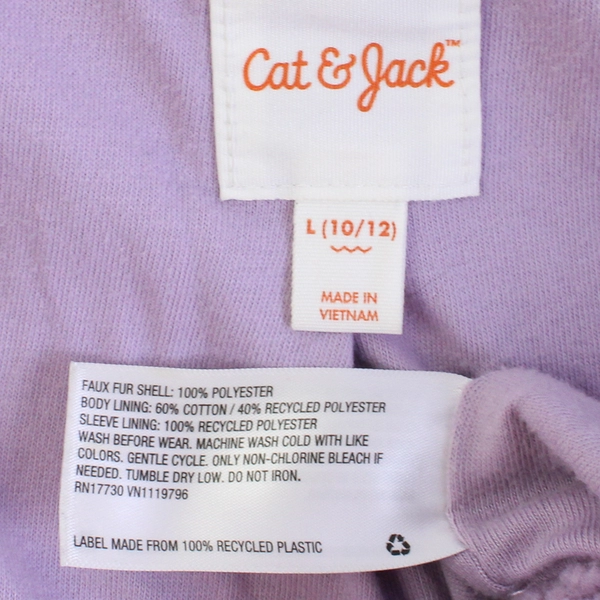 Cat & Jack™
L (10/12)
MADE IN
VIETNAM
FAUX FUR SHELL: 100% POLYESTER
BODY LINING: 60% COTTON / 40% RECYCLED POLYESTER
SLEEVE LINING: 100% RECYCLED POLYESTER
WASH BEFORE WEAR. MACHINE WASH COLD WITH LIKE
COLORS. GENTLE CYCLE. ONLY NON-CHLORINE BLEACH IF
NEEDED. TUMBLE DRY LOW. DO NOT IRON.
RN17730 VN1119796
LABEL MADE FROM 100% RECYCLED PLASTIC